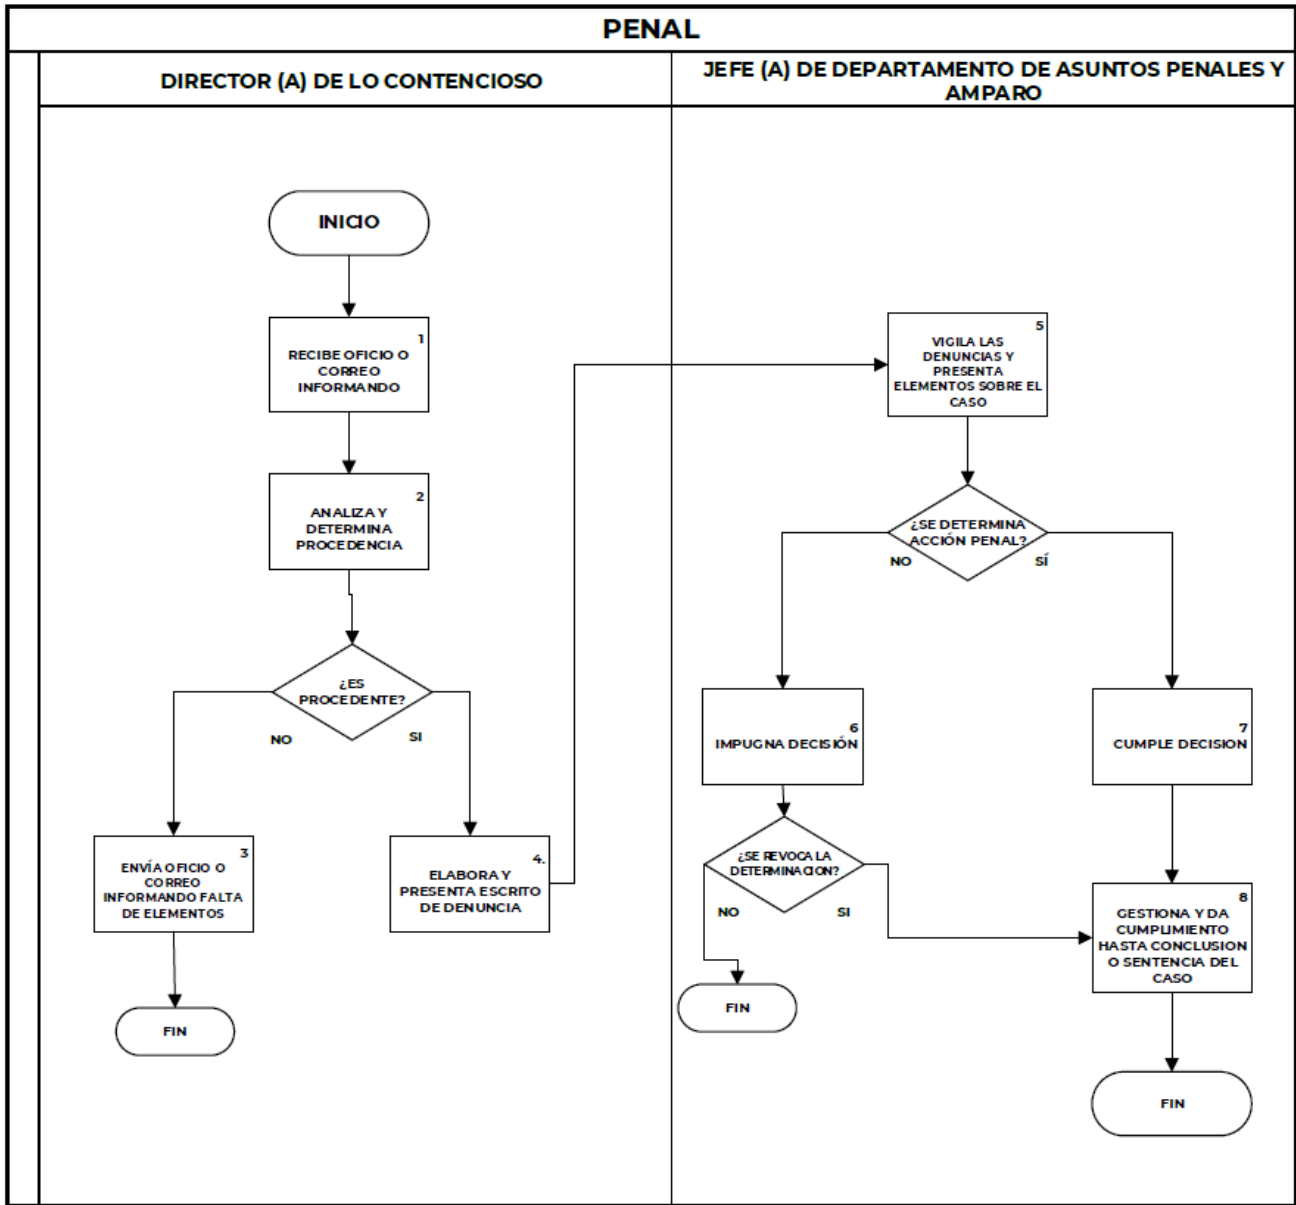 PENAL
DIRECTOR (A) DE LO CONTENCIOSO
JEFE (A) DE DEPARTAMENTO DE ASUNTOS PENALES Y
AMPARO
INICIO
1
RECIBE OFICIO O
CORREO
INFORMANDO
2
ANALIZA Y
DETERMINA
PROCEDENCIA
¿ES
PROCEDENTE?
NO
SI
3
ENVÍA OFICIO O
CORREO
INFORMANDO FALTA
DE ELEMENTOS
4.
ELABORA Y
PRESENTA ESCRITO
DE DENUNCIA
FIN
5
VIGILA LAS
DENUNCIAS Y
PRESENTA
ELEMENTOS SOBRE EL
CASO
¿SE DETERMINA
ACCIÓN PENAL?
NO
SÍ
6
IMPUGNA DECISIÓN
7
CUMPLE DECISION
¿SE REVOCA LA
DETERMINACION?
NO
SI
8
GESTIONA Y DA
CUMPLIMIENTO
HASTA CONCLUSION
O SENTENCIA DEL
CASO
FIN
FIN